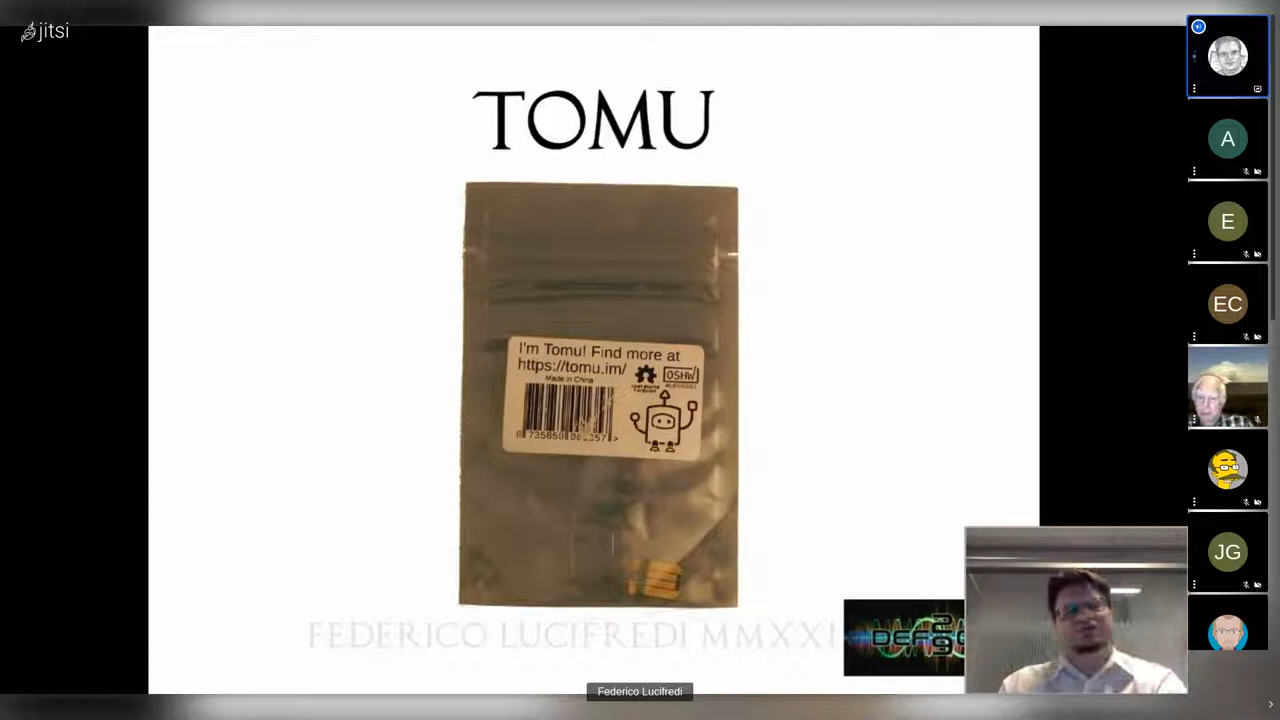 jitsi
TOMU
I'm Tomu! Find more at
https://tomu.im/
Made in China
OSHW
FEDERICO LUCIFREDI MMXXI
Federico Lucifredi
A
E
EC
JG